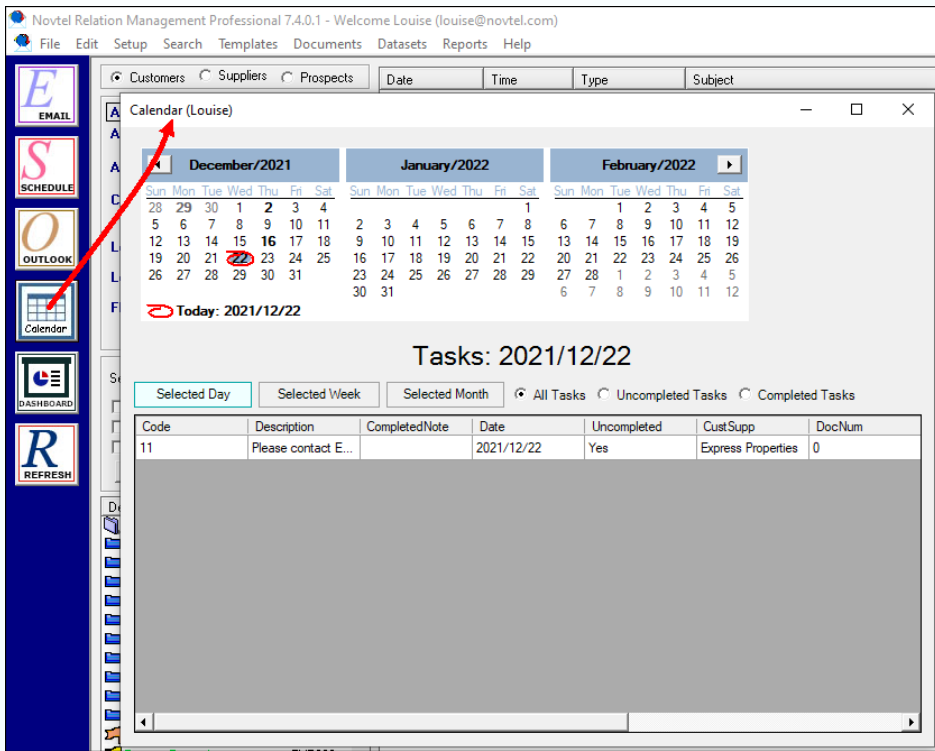 Novtel Relation Management Professional 7.4.0.1 - Welcome Louise (louise@novtel.com)
File Edit Setup Search Templates Documents Datasets Reports Help
Customers Suppliers Prospects Date Time Type Subject
E
EMAIL
S
SCHEDULE
O
OUTLOOK
Calendar
DASHBOARD
R
REFRESH
Calendar (Louise)
December/2021 January/2022 February/2022
Sun Mon Tue Wed Thu Fri Sat Sun Mon Tue Wed Thu Fri Sat Sun Mon Tue Wed Thu Fri Sat
28 29 30 1 2 3 4 1 1 2 3 4 5
5 6 7 8 9 10 11 2 3 4 5 6 7 8 6 7 8 9 10 11 12
12 13 14 15 16 17 18 9 10 11 12 13 14 15 13 14 15 16 17 18 19
19 20 21 22 23 24 25 16 17 18 19 20 21 22 20 21 22 23 24 25 26
26 27 28 29 30 31 23 24 25 26 27 28 29 27 28 1 2 3 4 5
30 31 6 7 8 9 10 11 12
Today: 2021/12/22
Tasks: 2021/12/22
Selected Day Selected Week Selected Month All Tasks Uncompleted Tasks Completed Tasks
Code Description CompletedNote Date Uncompleted CustSupp DocNum
11 Please contact E... 2021/12/22 Yes Express Properties 0